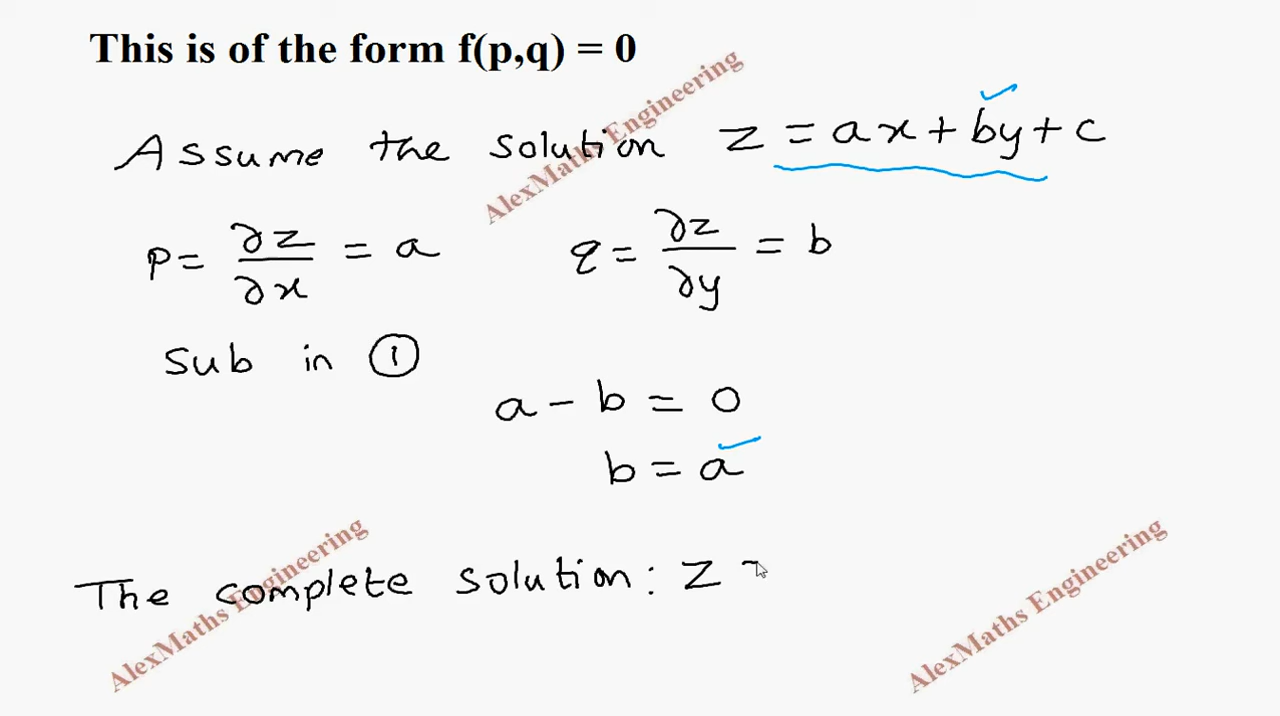 This is of the form f(p,q) = 0
Assume the solution z = ax + by + c
p = ∂z/∂x = a q = ∂z/∂y = b
Sub in ①
a - b = 0
b = a
The complete solution: z =
AlexMaths Engineering
AlexMaths Engineering
AlexMaths Engineering